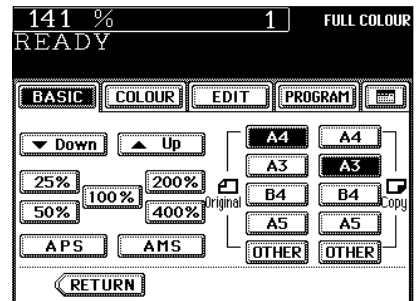 141 % 1 FULL COLOUR
READY
BASIC COLOUR EDIT PROGRAM
Down Up
25% 100% 200%
50% 400%
APS AMS
RETURN
Original
A4
A3
B4
A5
OTHER
A4
A3
B4
A5
OTHER
Copy